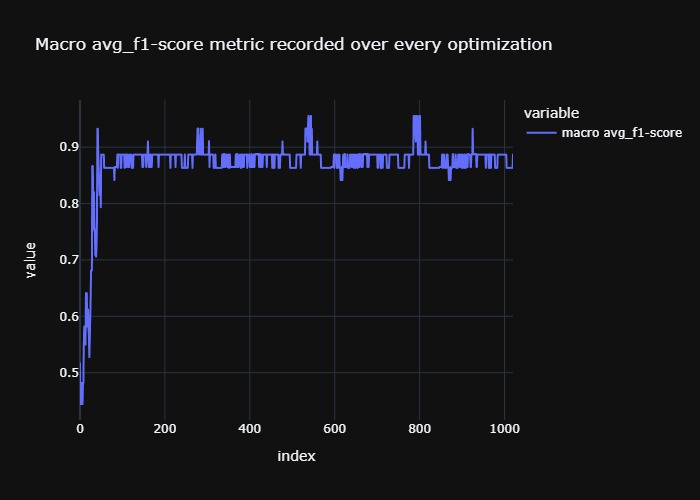 Macro avg_f1-score metric recorded over every optimization
variable
macro avg_f1-score
value
0.9
0.8
0.7
0.6
0.5
0 200 400 600 800 1000
index